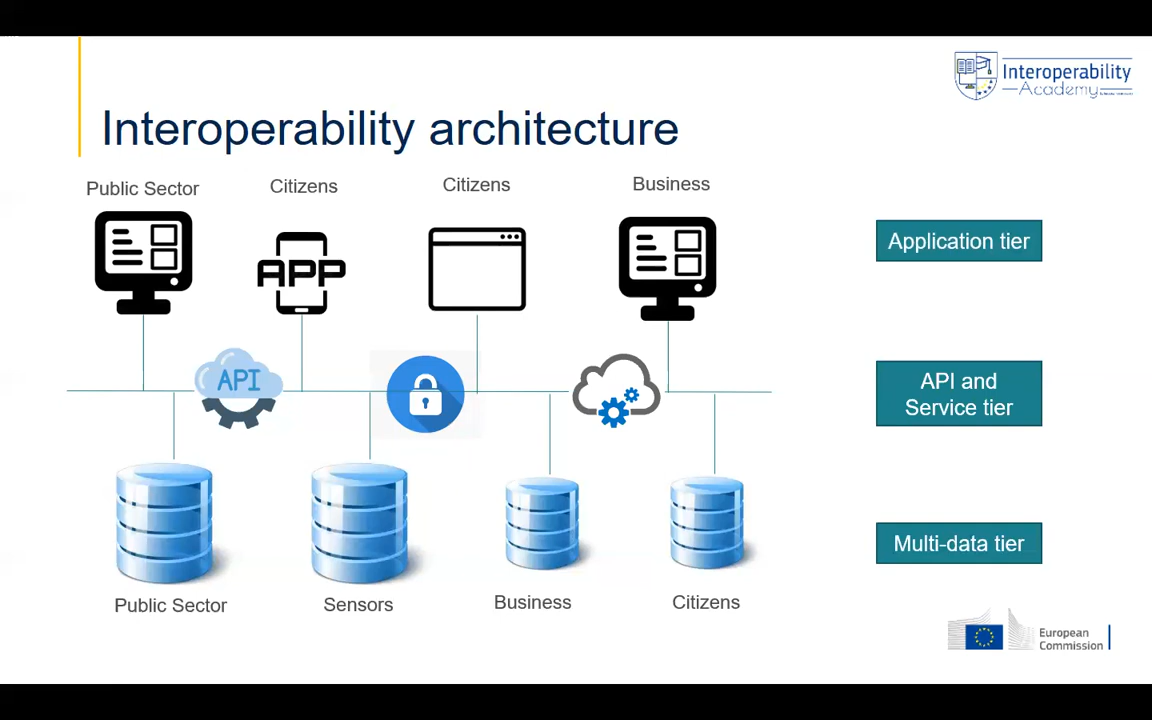 Interoperability
Academy
Interoperability architecture
Public Sector
Citizens
Citizens
Business
Application tier
APP
API
API and
Service tier
Multi-data tier
Public Sector
Sensors
Business
Citizens
European
Commission